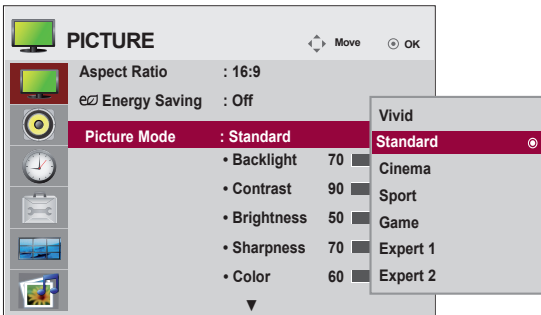 PICTURE
Move
OK
Aspect Ratio : 16:9
Energy Saving : Off
Picture Mode : Standard
• Backlight 70
• Contrast 90
• Brightness 50
• Sharpness 70
• Color 60
▼
Vivid
Standard
Cinema
Sport
Game
Expert 1
Expert 2